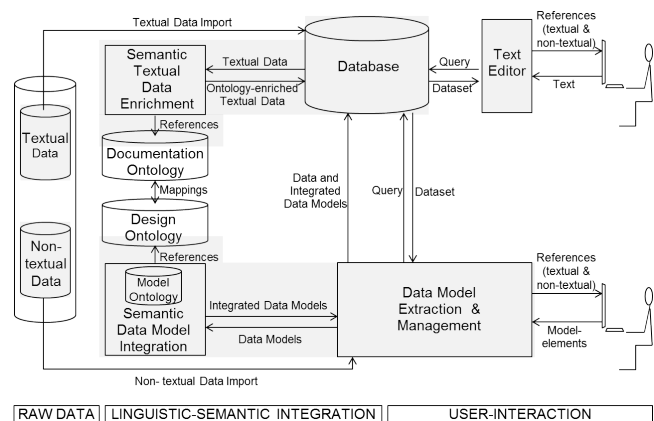 Textual Data Import
References
(textual &
non-textual)
Semantic
Textual
Data
Enrichment
Textual Data
Ontology-enriched
Textual Data
Database
Query
Dataset
Text
Editor
Text
References
Textual
Data
Documentation
Ontology
Mappings
Data and
Integrated
Data Models
Query
Dataset
Design
Ontology
Non-
textual
Data
References
Model
Ontology
Semantic
Data Model
Integration
Integrated Data Models
Data Models
Data Model
Extraction &
Management
References
(textual &
non-textual)
Model-
elements
Non- textual Data Import
RAW DATA
LINGUISTIC-SEMANTIC INTEGRATION
USER-INTERACTION